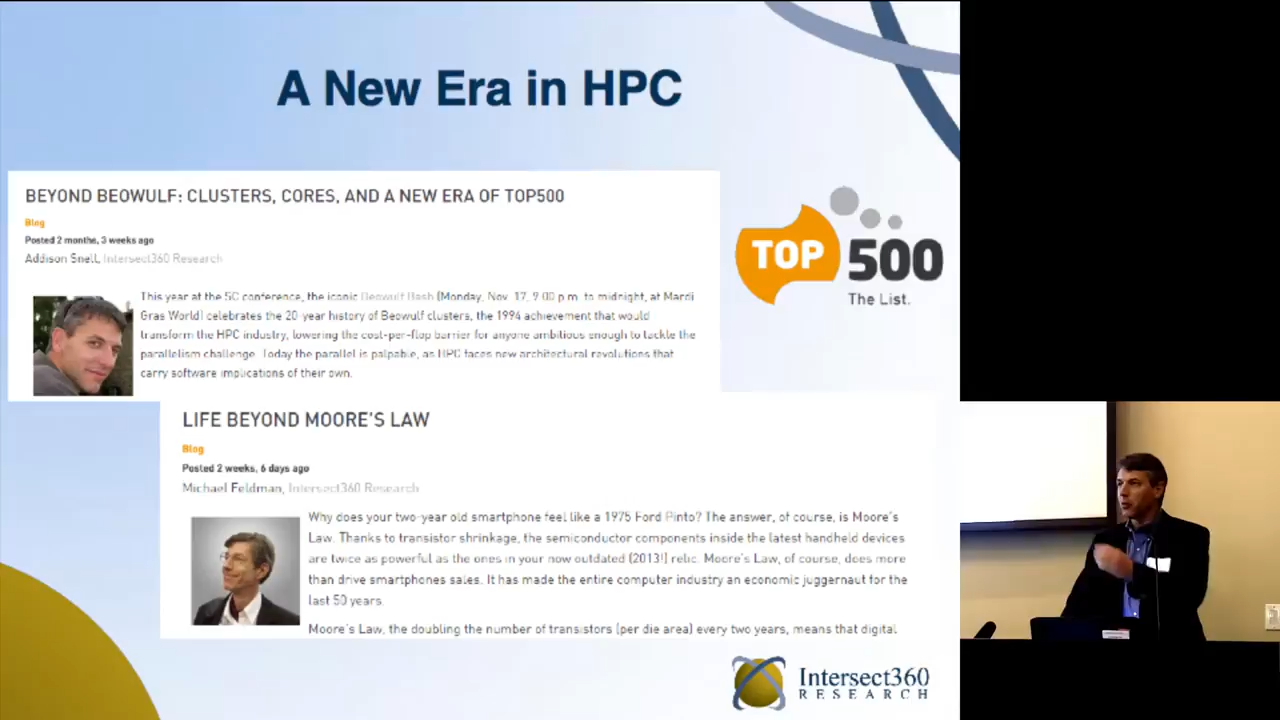 A New Era in HPC
BEYOND BEOWULF: CLUSTERS, CORES, AND A NEW ERA OF TOP500
Blog
Posted 2 months, 3 weeks ago
Addison Snell, Intersect360 Research
This year at the SC conference, the iconic Beowulf Bash (Monday, Nov. 17, 9:00 p.m. to midnight, at Mardi
Gras World) celebrates the 20-year history of Beowulf clusters, the 1994 achievement that would
transform the HPC industry, lowering the cost-per-flop barrier for anyone ambitious enough to tackle the
parallelism challenge. Today the parallel is palpable, as HPC faces new architectural revolutions that
carry software implications of their own.
TOP 500
The List.
LIFE BEYOND MOORE'S LAW
Blog
Posted 2 weeks, 6 days ago
Michael Feldman, Intersect360 Research
Why does your two-year old smartphone feel like a 1975 Ford Pinto? The answer, of course, is Moore's
Law. Thanks to transistor shrinkage, the semiconductor components inside the latest handheld devices
are twice as powerful as the ones in your now outdated (2013!) relic. Moore's Law, of course, does more
than drive smartphones sales. It has made the entire computer industry an economic juggernaut for the
last 50 years.
Moore's Law, the doubling the number of transistors (per die area) every two years, means that digital
Intersect360
RESEARCH